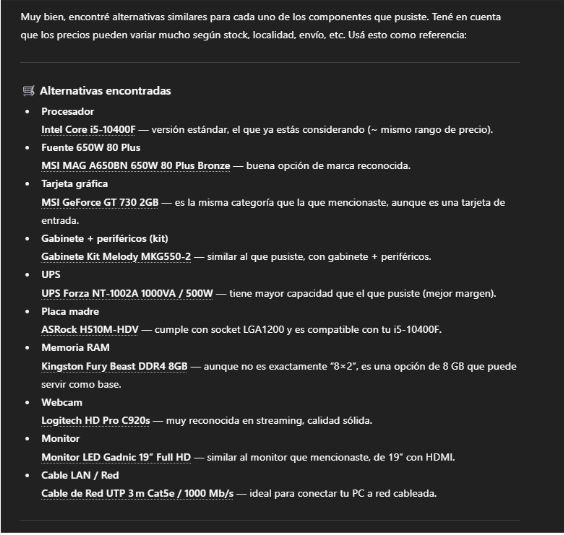 Muy bien, encontré alternativas similares para cada uno de los componentes que pusiste. Tené en cuenta
que los precios pueden variar mucho según stock, localidad, envío, etc. Usá esto como referencia:
🛒 Alternativas encontradas
• Procesador
Intel Core i5-10400F — versión estándar, el que ya estás considerando (~ mismo rango de precio).
• Fuente 650W 80 Plus
MSI MAG A650BN 650W 80 Plus Bronze — buena opción de marca reconocida.
• Tarjeta gráfica
MSI GeForce GT 730 2GB — es la misma categoría que la que mencionaste, aunque es una tarjeta de
entrada.
• Gabinete + periféricos (kit)
Gabinete Kit Melody MKG550-2 — similar al que pusiste, con gabinete + periféricos.
• UPS
UPS Forza NT-1002A 1000VA / 500W — tiene mayor capacidad que el que pusiste (mejor margen).
• Placa madre
ASRock H510M-HDV — cumple con socket LGA1200 y es compatible con tu i5-10400F.
• Memoria RAM
Kingston Fury Beast DDR4 8GB — aunque no es exactamente “8×2”, es una opción de 8 GB que puede
servir como base.
• Webcam
Logitech HD Pro C920s — muy reconocida en streaming, calidad sólida.
• Monitor
Monitor LED Gadnic 19” Full HD — similar al monitor que mencionaste, de 19” con HDMI.
• Cable LAN / Red
Cable de Red UTP 3 m Cat5e / 1000 Mb/s — ideal para conectar tu PC a red cableada.